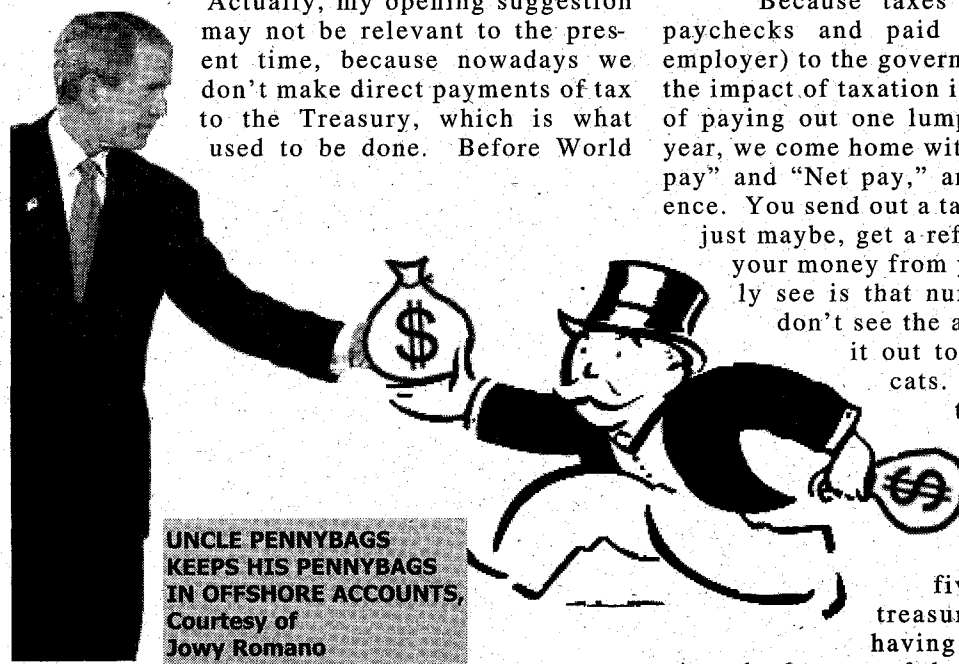 Actually, my opening suggestion
may not be relevant to the pres-
ent time, because nowadays we
don't make direct payments of tax
to the Treasury, which is what
used to be done. Before World
Because taxes
paychecks and paid
employer) to the govern
the impact of taxation i
of paying out one lump
year, we come home wit
pay" and "Net pay," an
ence. You send out a ta
just maybe, get a ref
your money from
ly see is that nu
don't see the a
it out to
cats.
t
fiv
treasur
having
$
$
UNCLE PENNYBAGS
KEEPS HIS PENNYBAGS
IN OFFSHORE ACCOUNTS,
Courtesy of
Jowy Romano